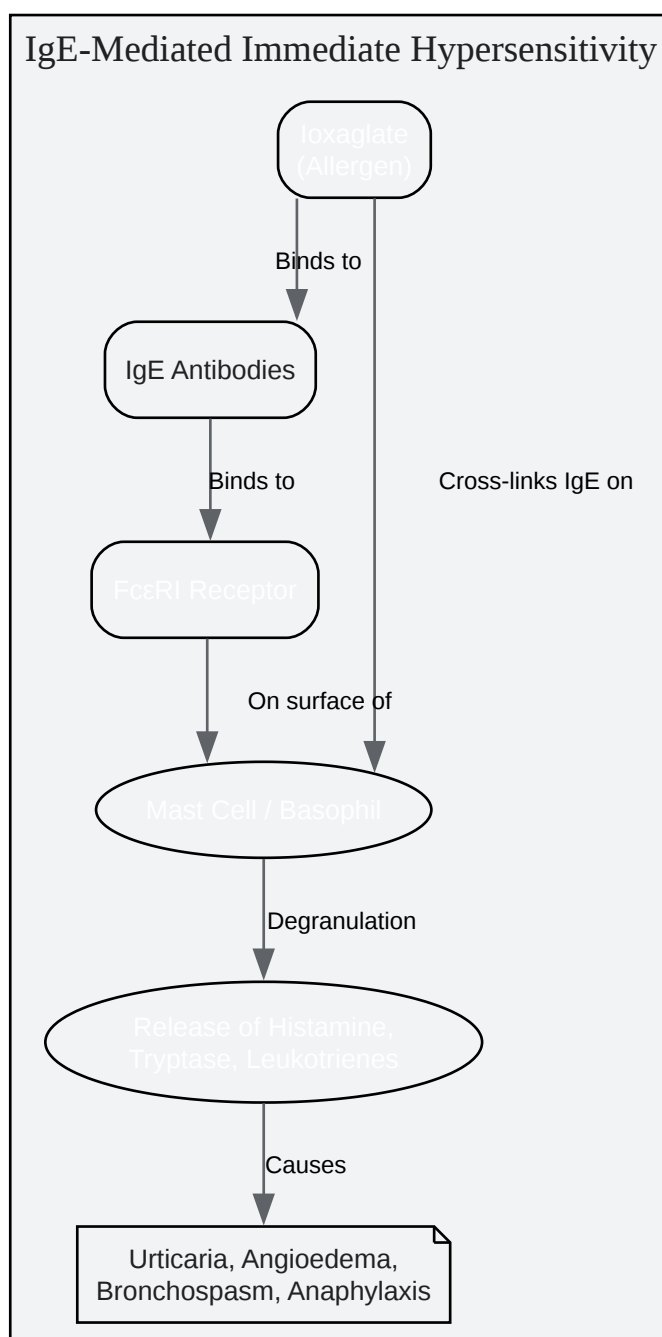 IgE-Mediated Immediate Hypersensitivity
Ioxaglate
(Allergen)
Binds to
IgE Antibodies
Binds to
Cross-links IgE on
FcεRI Receptor
On surface of
Mast Cell / Basophil
Degranulation
Release of Histamine,
Tryptase, Leukotrienes
Causes
Urticaria, Angioedema,
Bronchospasm, Anaphylaxis